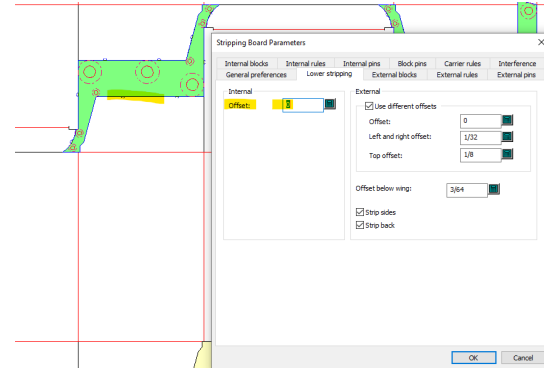 Stripping Board Parameters
Internal blocks Internal rules Internal pins Block pins Carrier rules Interference
General preferences Lower stripping External blocks External rules External pins
Internal
Offset:
External
Use different offsets
Offset: 0
Left and right offset: 1/32
Top offset: 1/8
Offset below wing: 3/64
Strip sides
Strip back
OK Cancel